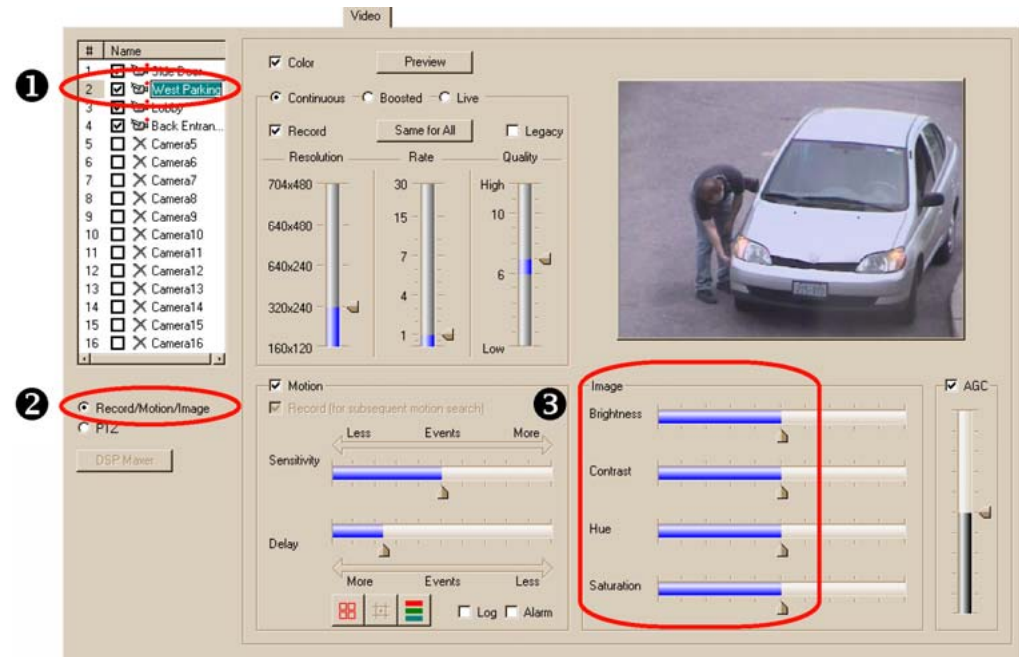 Video
# Name
1 Side Door
2 West Parking
3 Lobby
4 Back Entran...
5 Camera5
6 Camera6
7 Camera7
8 Camera8
9 Camera9
10 Camera10
11 Camera11
12 Camera12
13 Camera13
14 Camera14
15 Camera15
16 Camera16
1
2
Record/Motion/Image
PTZ
Color
Preview
Continuous
Boosted
Live
Record
Same for All
Legacy
Resolution
704x480
640x480
640x240
320x240
160x120
Rate
30
15
7
4
1
Quality
High
10
6
Low
Motion
Record (for subsequent motion search)
Less Events More
Sensitivity
Delay
More Events Less
Log
Alarm
3
Image
Brightness
Contrast
Hue
Saturation
AGC